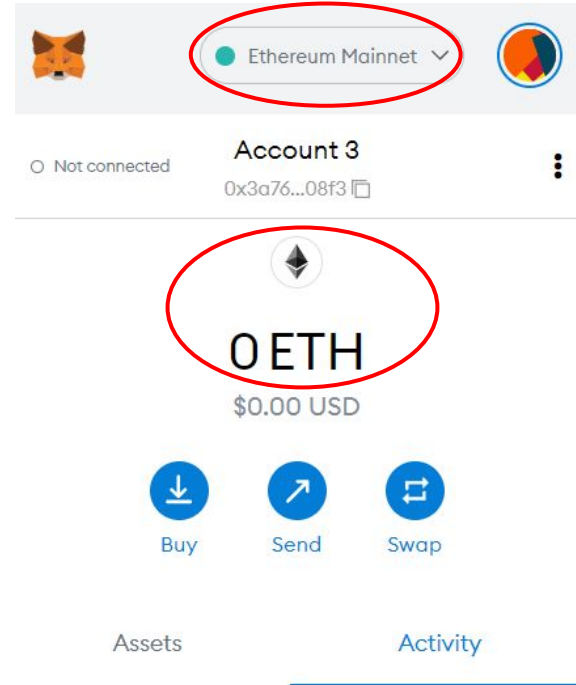 Ethereum Mainnet
Not connected
Account 3
0x3a76...08f3
0 ETH
$0.00 USD
Buy
Send
Swap
Assets
Activity